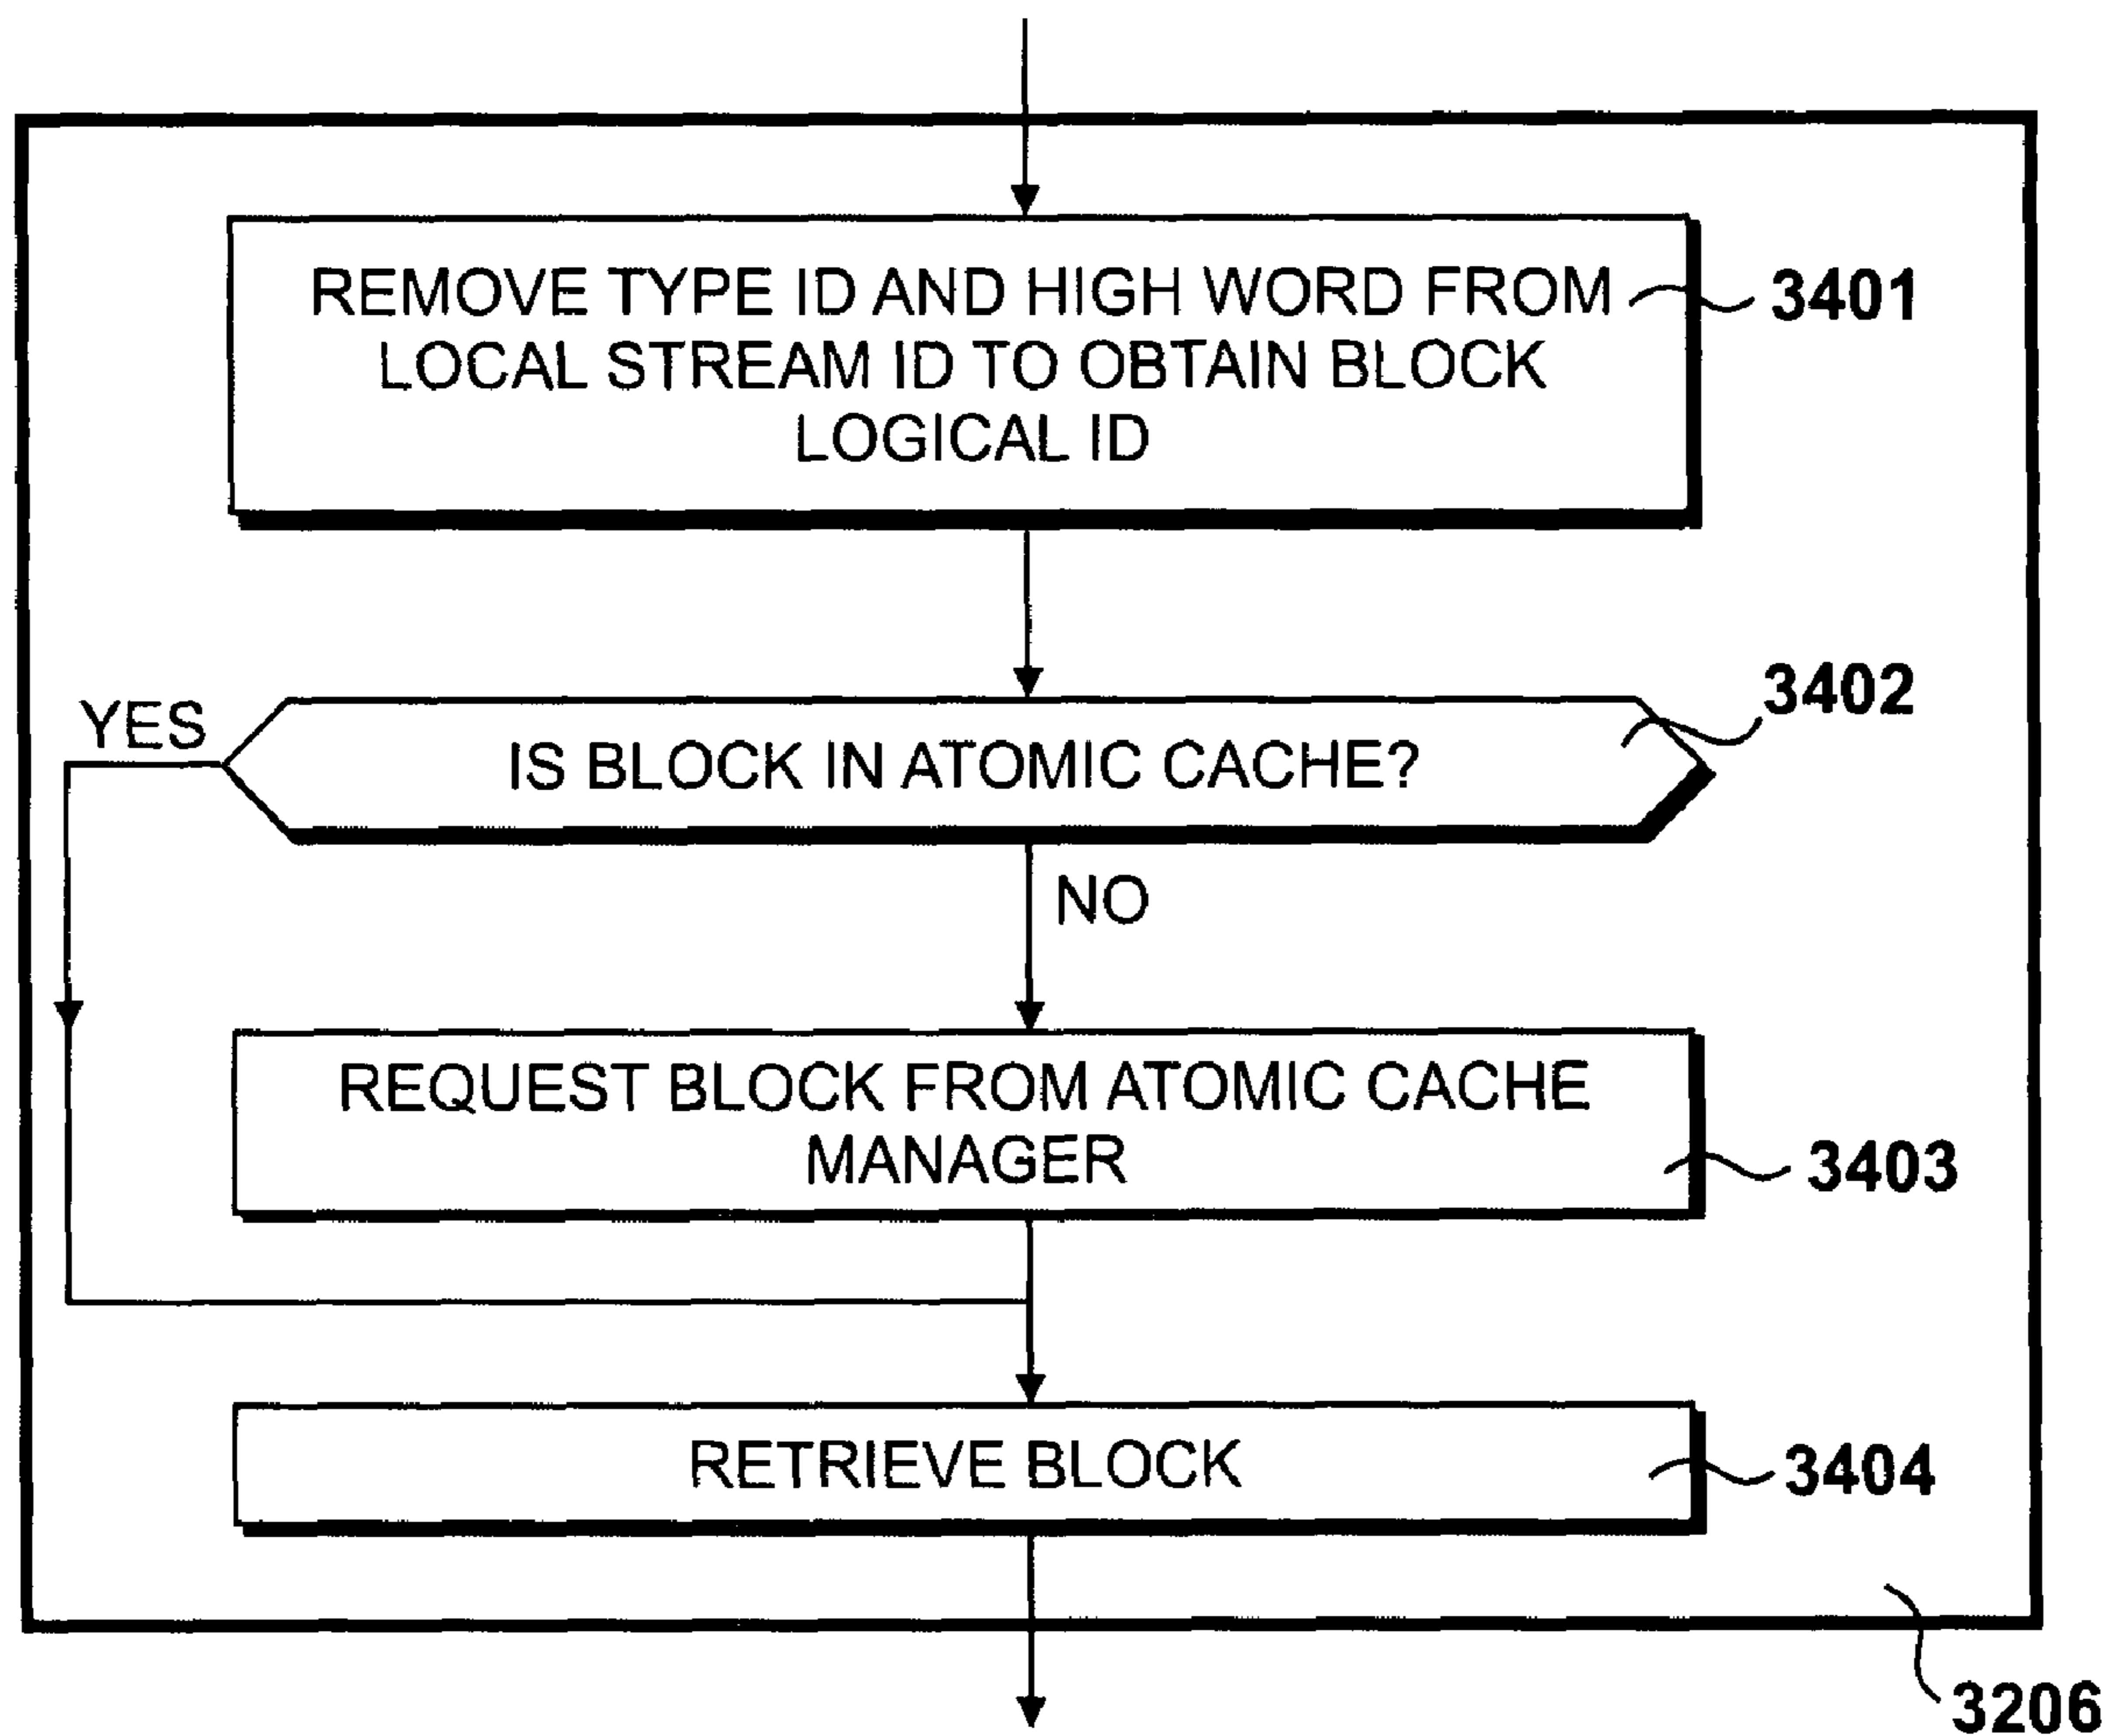 REMOVE TYPE ID AND HIGH WORD FROM
LOCAL STREAM ID TO OBTAIN BLOCK
LOGICAL ID
3401
3402
YES
IS BLOCK IN ATOMIC CACHE?
NO
REQUEST BLOCK FROM ATOMIC CACHE
MANAGER
3403
RETRIEVE BLOCK
3404
3206